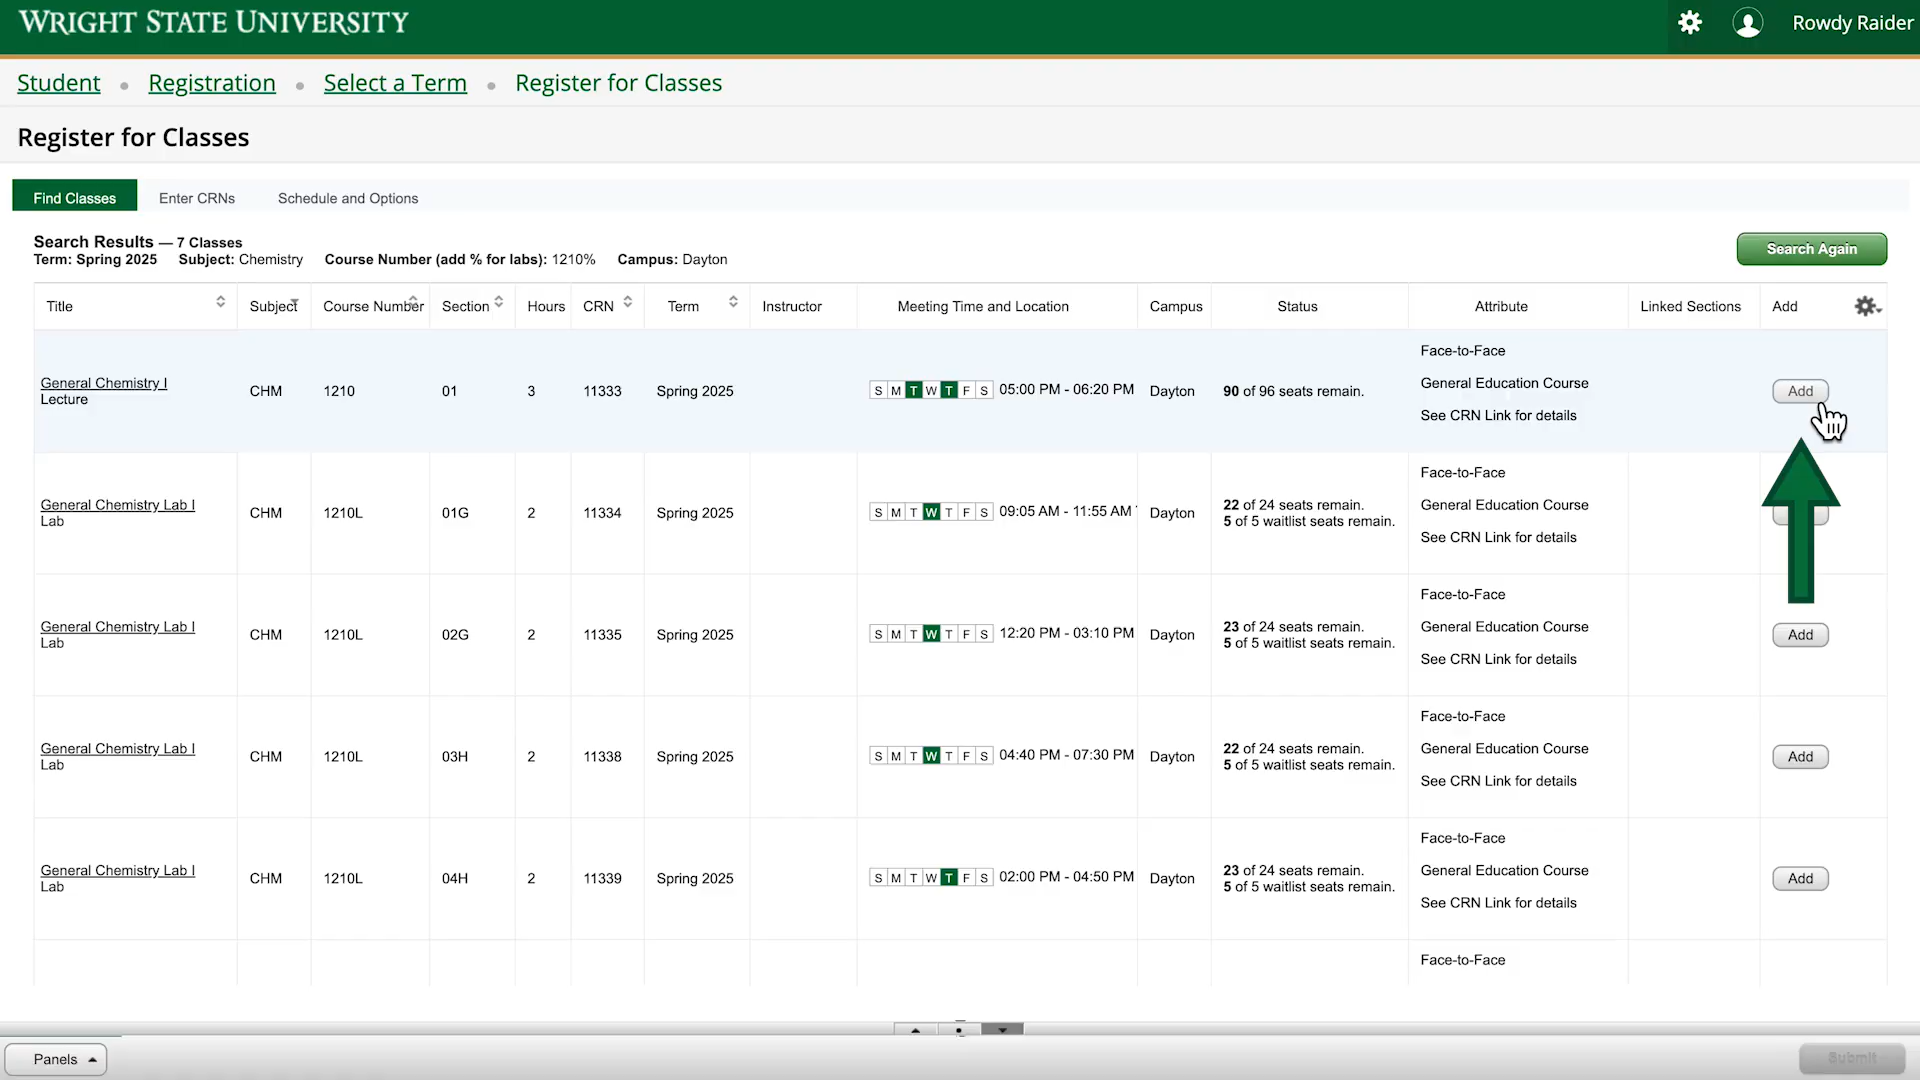 WRIGHT STATE UNIVERSITY
Rowdy Raider
Student • Registration • Select a Term • Register for Classes
Register for Classes
Find Classes Enter CRNs Schedule and Options
Search Results — 7 Classes
Term: Spring 2025 Subject: Chemistry Course Number (add % for labs): 1210% Campus: Dayton
Search Again
Title Subject Course Number Section Hours CRN Term Instructor Meeting Time and Location Campus Status Attribute Linked Sections Add
Face-to-Face
General Chemistry I
Lecture
CHM 1210 01 3 11333 Spring 2025 S M T W T F S 05:00 PM - 06:20 PM Dayton 90 of 96 seats remain.
General Education Course
See CRN Link for details
Add
Face-to-Face
General Chemistry Lab I
Lab
CHM 1210L 01G 2 11334 Spring 2025 S M T W T F S 09:05 AM - 11:55 AM Dayton
22 of 24 seats remain.
5 of 5 waitlist seats remain.
General Education Course
See CRN Link for details
Face-to-Face
General Chemistry Lab I
Lab
CHM 1210L 02G 2 11335 Spring 2025 S M T W T F S 12:20 PM - 03:10 PM Dayton
23 of 24 seats remain.
5 of 5 waitlist seats remain.
General Education Course
See CRN Link for details
Add
Face-to-Face
General Chemistry Lab I
Lab
CHM 1210L 03H 2 11338 Spring 2025 S M T W T F S 04:40 PM - 07:30 PM Dayton
22 of 24 seats remain.
5 of 5 waitlist seats remain.
General Education Course
See CRN Link for details
Add
Face-to-Face
General Chemistry Lab I
Lab
CHM 1210L 04H 2 11339 Spring 2025 S M T W T F S 02:00 PM - 04:50 PM Dayton
23 of 24 seats remain.
5 of 5 waitlist seats remain.
General Education Course
See CRN Link for details
Add
Face-to-Face
Panels
Submit